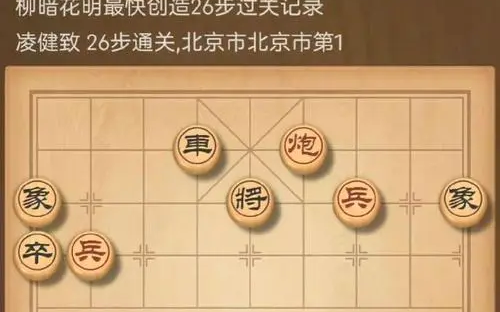 柳暗花明最快创造26步过关记录
凌健致 26步通关,北京市北京市第1
車 炮
象 將 兵 象
卒 兵